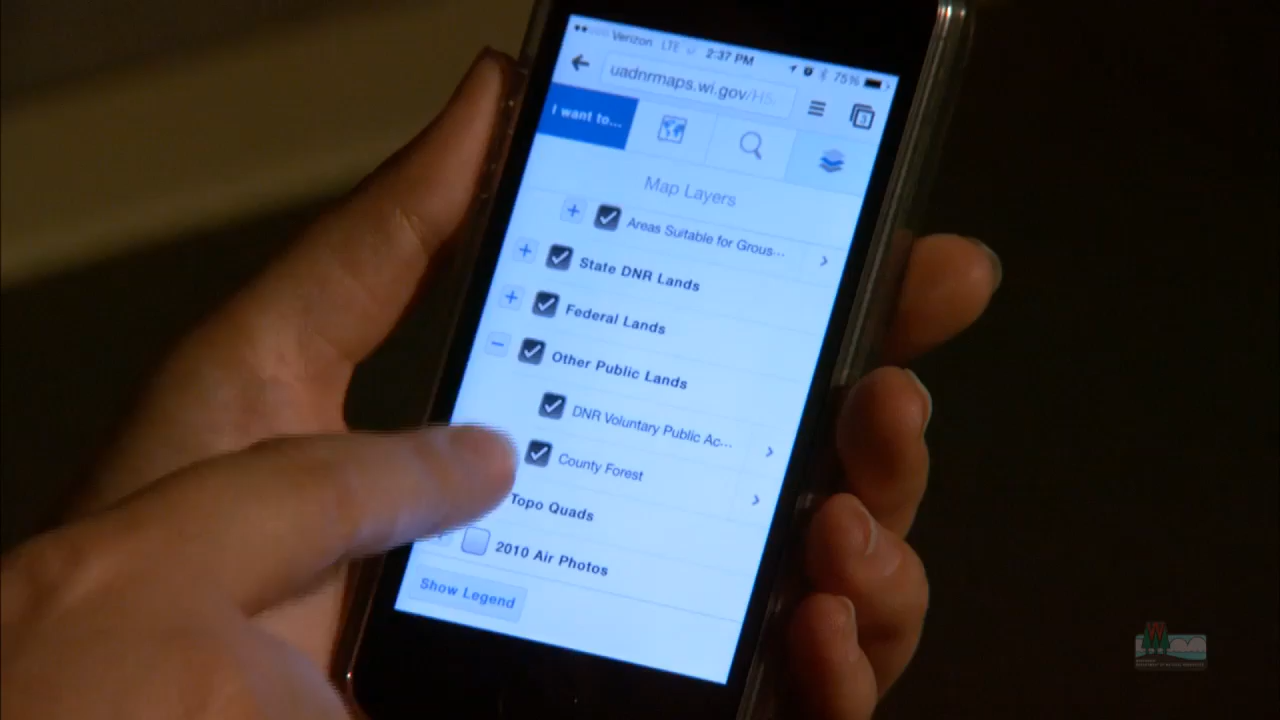 Verizon LTE 2:37 PM 75%
uadnrmaps.wi.gov/H5
3
I want to...
Map Layers
Areas Suitable for Grous...
State DNR Lands
Federal Lands
Other Public Lands
DNR Voluntary Public Ac...
County Forest
Topo Quads
2010 Air Photos
Show Legend
W